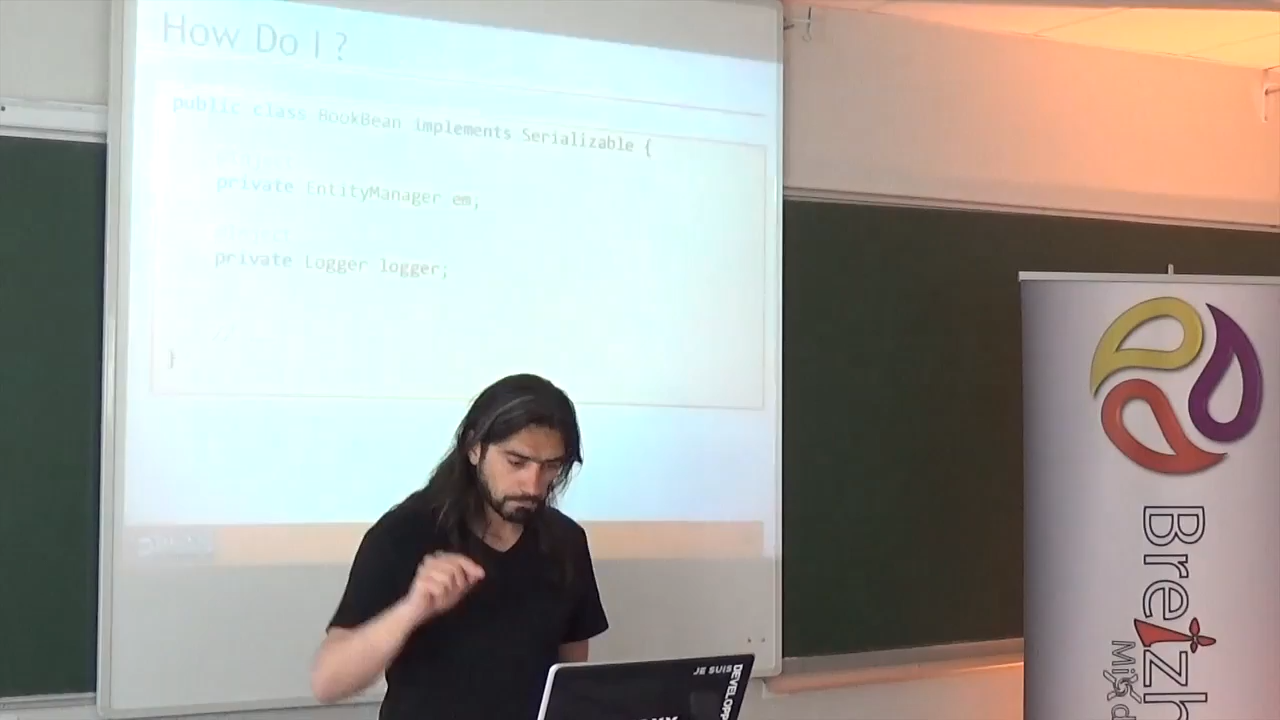 How Do I ?
public class BookBean implements Serializable {
private EntityManager em;
private Logger logger;
}
JE SUIS
Breizh